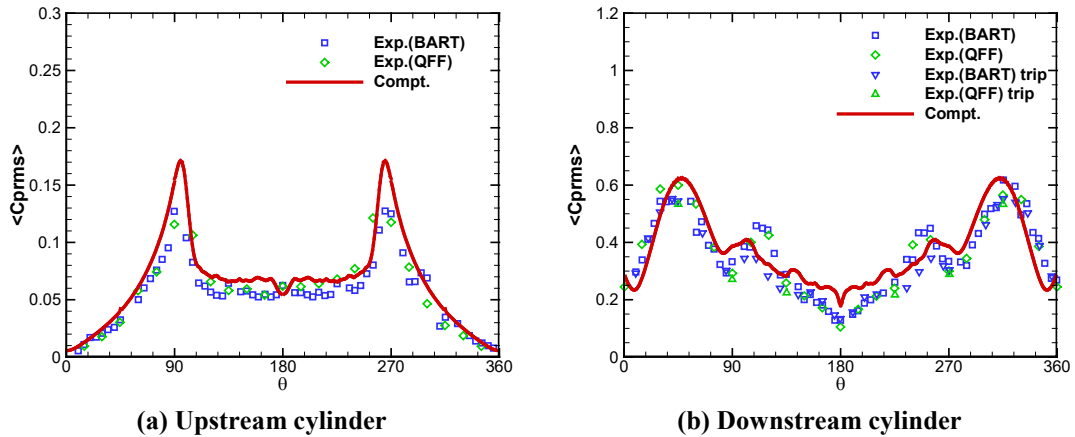 0.3
0.25
0.2
0.15
0.1
0.05
0
<Cprms>
Exp.(BART)
Exp.(QFF)
Compt.
0 90 180 270 360
θ
(a) Upstream cylinder
1.2
1
0.8
0.6
0.4
0.2
0
<Cprms>
Exp.(BART)
Exp.(QFF)
Exp.(BART) trip
Exp.(QFF) trip
Compt.
0 90 180 270 360
θ
(b) Downstream cylinder